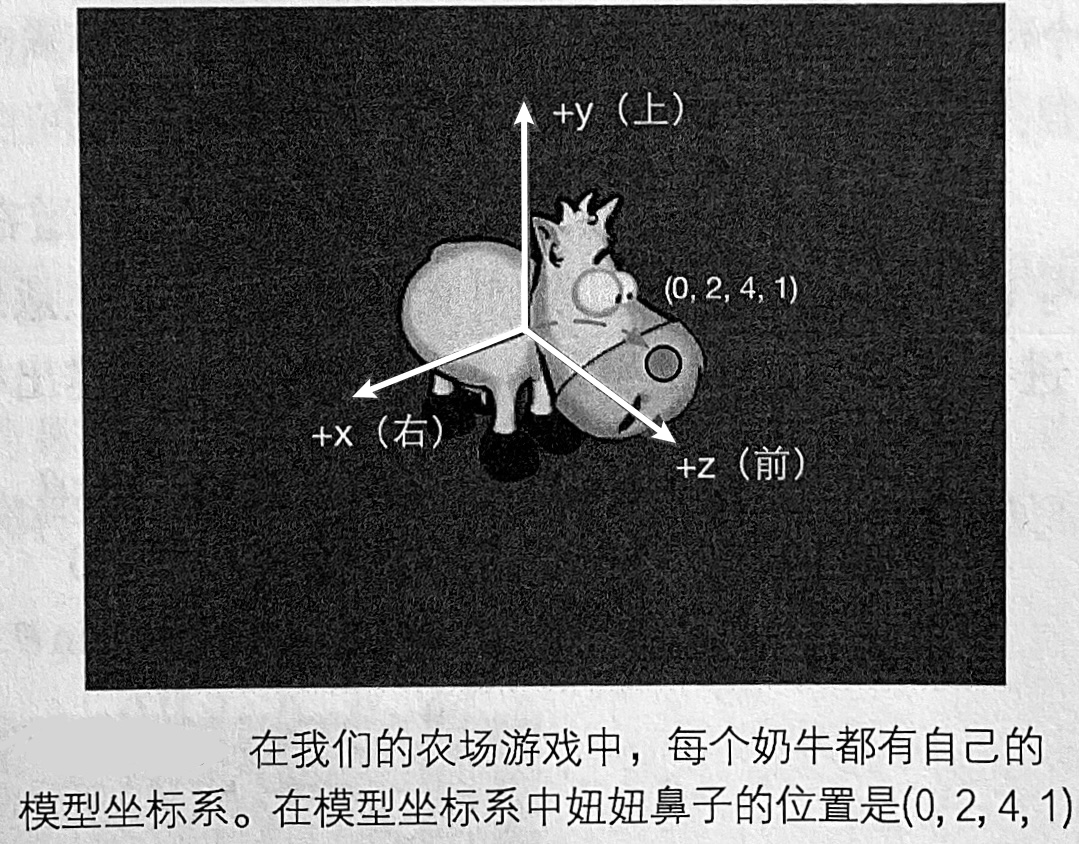 +y（上）
(0, 2, 4, 1)
+x（右）
+z（前）
在我们的农场游戏中，每个奶牛都有自己的
模型坐标系。在模型坐标系中妞妞鼻子的位置是(0, 2, 4, 1)